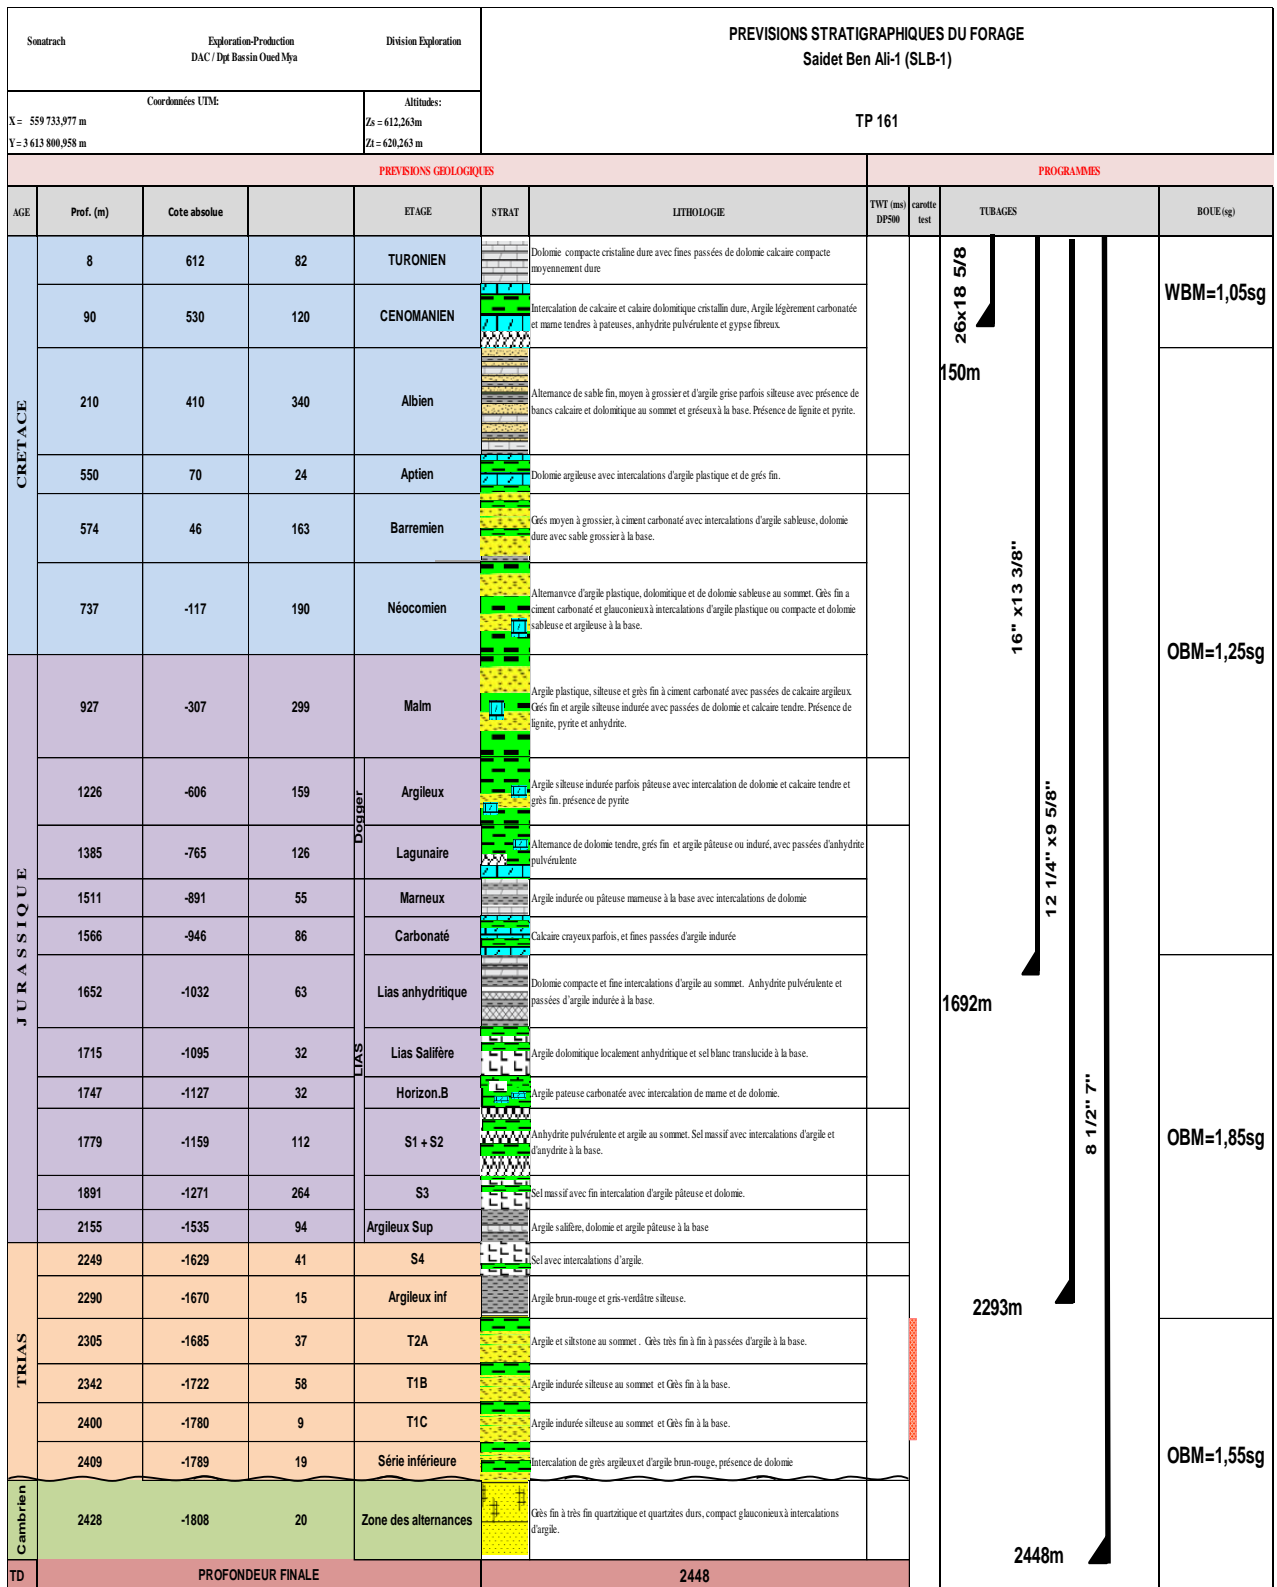 Sonatrach Exploration-Production Division Exploration
DAC / Dpt Bassin Oued Mya
PREVISIONS STRATIGRAPHIQUES DU FORAGE
Saidet Ben Ali-1 (SLB-1)
TP 161
Coordonnées UTM:
X = 559 733,977 m
Y = 3 613 800,958 m
Altitudes:
Zs = 612,263m
Zt = 620,263 m
PREVISIONS GEOLOGIQUES PROGRAMMES
AGE Prof. (m) Cote absolue ETAGE STRAT LITHOLOGIE TWT (ms) DP500 carotte test TUBAGES BOUE (sg)
CRETACE
8 612 82 TURONIEN
Dolomie compacte cristaline dure avec fines passées de dolomie calcaire compacte
moyennement dure
90 530 120 CENOMANIEN
Intercalation de calcaire et calaire dolomitique cristallin dure, Argile légèrement carbonatée
et marne tendres à pateuses, anhydrite pulvérulente et gypse fibreux.
210 410 340 Albien
Alternance de sable fin, moyen à grossier et d'argile grise parfois silteuse avec présence de
bancs calcaire et dolomitique au sommet et gréseux à la base. Présence de lignite et pyrite.
550 70 24 Aptien
Dolomie argileuse avec intercalations d'argile plastique et de grés fin.
574 46 163 Barremien
Grés moyen à grossier, à ciment carbonaté avec intercalations d'argile sableuse, dolomie
dure avec sable grossier à la base.
737 -117 190 Néocomien
Alternanvce d'argile plastique, dolomitique et de dolomie sableuse au sommet. Grès fin a
ciment carbonaté et glauconieux à intercalations d'argile plastique ou compacte et dolomie
sableuse et argileuse à la base.
JURASSIQUE
927 -307 299 Malm
Argile plastique, silteuse et grès fin à ciment carbonaté avec passées de calcaire argileux.
Grés fin et argile silteuse indurée avec passées de dolomie et calcaire tendre. Présence de
lignite, pyrite et anhydrite.
Dogger
1226 -606 159 Argileux
Argile silteuse indurée parfois pâteuse avec intercalation de dolomie et calcaire tendre et
grès fin. présence de pyrite
1385 -765 126 Lagunaire
Alternance de dolomie tendre, grés fin et argile pâteuse ou induré, avec passées d'anhydrite
pulvérulente
LIAS
1511 -891 55 Marneux
Argile indurée ou pâteuse marneuse à la base avec intercalations de dolomie
1566 -946 86 Carbonaté
Calcaire crayeux parfois, et fines passées d'argile indurée
1652 -1032 63 Lias anhydritique
Dolomie compacte et fine intercalations d'argile au sommet. Anhydrite pulvérulente et
passées d'argile indurée à la base.
1715 -1095 32 Lias Salifère
Argile dolomitique localement anhydritique et sel blanc translucide à la base.
1747 -1127 32 Horizon.B
Argile pateuse carbonatée avec intercalation de marne et de dolomie.
1779 -1159 112 S1 + S2
Anhydrite pulvérulente et argile au sommet. Sel massif avec intercalations d'argile et
d'anydrite à la base.
1891 -1271 264 S3
Sel massif avec fin intercalation d'argile pâteuse et dolomie.
2155 -1535 94 Argileux Sup
Argile salifère, dolomie et argile pâteuse à la base
TRIAS
2249 -1629 41 S4
Sel avec intercalations d'argile.
2290 -1670 15 Argileux inf
Argile brun-rouge et gris-verdâtre silteuse.
2305 -1685 37 T2A
Argile et siltstone au sommet . Grès très fin à fin à passées d'argile à la base.
2342 -1722 58 T1B
Argile indurée silteuse au sommet et Grès fin à la base.
2400 -1780 9 T1C
Argile indurée silteuse au sommet et Grès fin à la base.
2409 -1789 19 Série inférieure
Intercalation de grès argileux et d'argile brun-rouge, présence de dolomie
Cambrien
2428 -1808 20 Zone des alternances
Grès fin à très fin quartzitique et quartzites durs, compact glauconieux à intercalations
d'argile.
TD PROFONDEUR FINALE 2448
26x18 5/8
150m
16" x13 3/8"
1692m
12 1/4" x9 5/8"
2293m
8 1/2" 7"
2448m
WBM=1,05sg
OBM=1,25sg
OBM=1,85sg
OBM=1,55sg